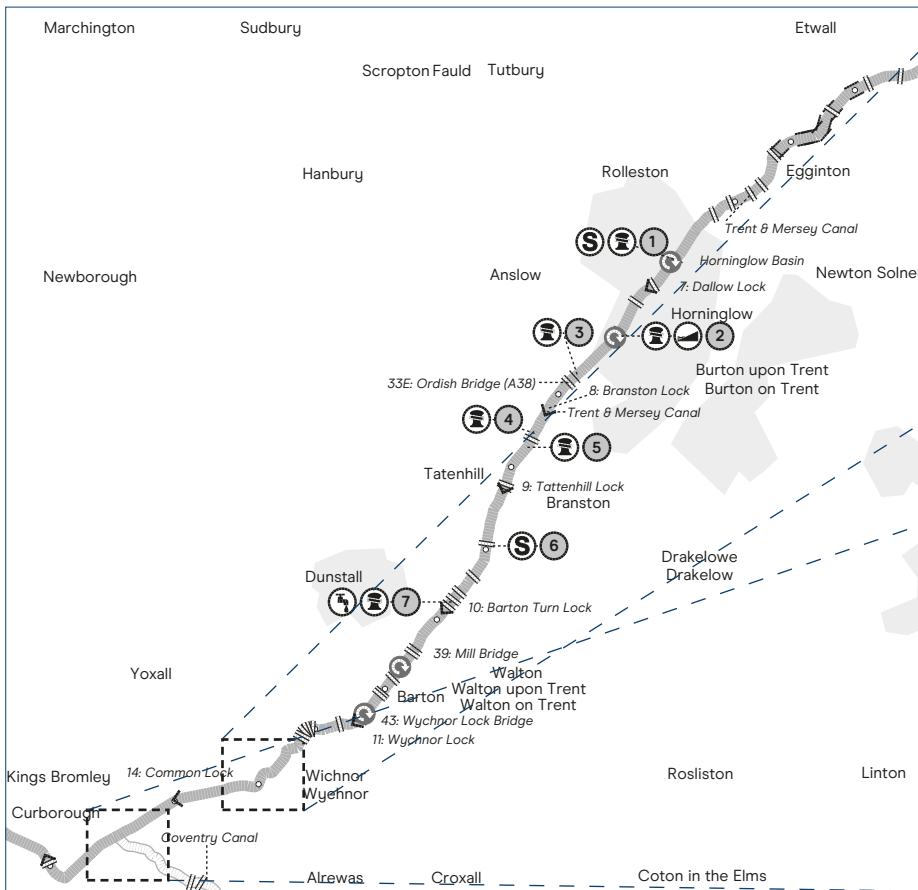 Marchington
Sudbury
Etwall
Scropton Fauld
Tutbury
Hanbury
Rolleston
Egginton
Trent & Mersey Canal
S
1
Horninglow Basin
Newborough
Anslow
Newton Solne
7: Dallow Lock
Horninglow
3
2
Burton upon Trent
Burton on Trent
33E: Ordish Bridge (A38)
8: Branston Lock
Trent & Mersey Canal
4
5
Tatenhill
9: Tattenhill Lock
Branston
S
6
Drakelowe
Drakelow
Dunstall
7
10: Barton Turn Lock
39: Mill Bridge
Yoxall
Walton
Walton upon Trent
Walton on Trent
Barton
43: Wychnor Lock Bridge
11: Wychnor Lock
Kings Bromley
14: Common Lock
Wichnor
Wychnor
Rosliston
Linton
Curborough
Coventry Canal
Alrewas
Croxall
Coton in the Elms